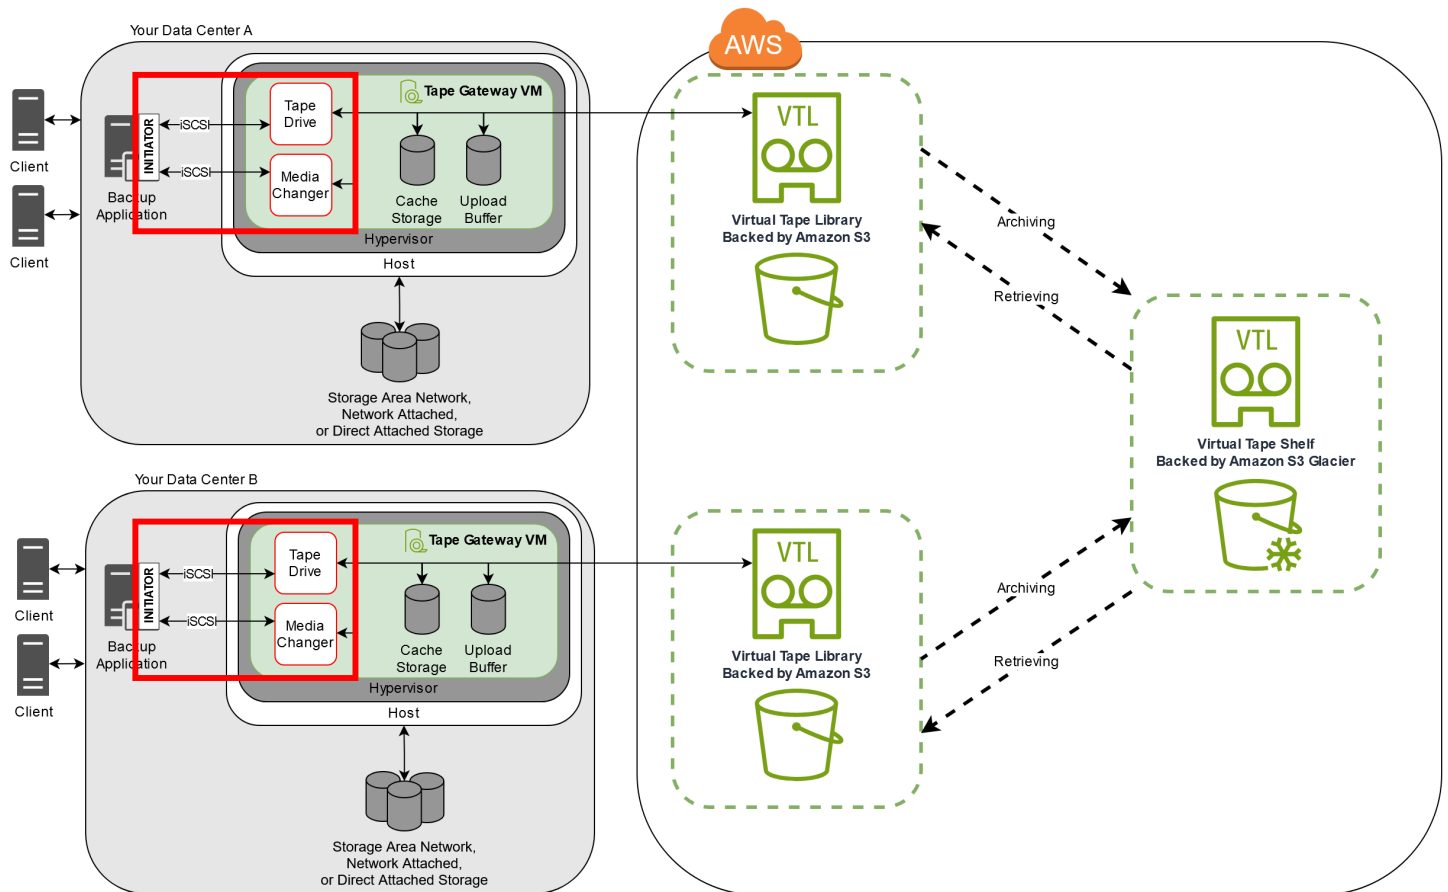 Your Data Center A
AWS
Tape Gateway VM
VTL
Tape
Drive
iSCSI
INITIATOR
Client
iSCSI
Media
Changer
Backup
Application
Cache
Storage
Upload
Buffer
Client
Hypervisor
Host
Virtual Tape Library
Backed by Amazon S3
Archiving
Retrieving
Storage Area Network,
Network Attached,
or Direct Attached Storage
VTL
Virtual Tape Shelf
Backed by Amazon S3 Glacier
Your Data Center B
Tape Gateway VM
VTL
Tape
Drive
iSCSI
INITIATOR
Client
iSCSI
Media
Changer
Backup
Application
Cache
Storage
Upload
Buffer
Client
Hypervisor
Host
Virtual Tape Library
Backed by Amazon S3
Archiving
Retrieving
Storage Area Network,
Network Attached,
or Direct Attached Storage